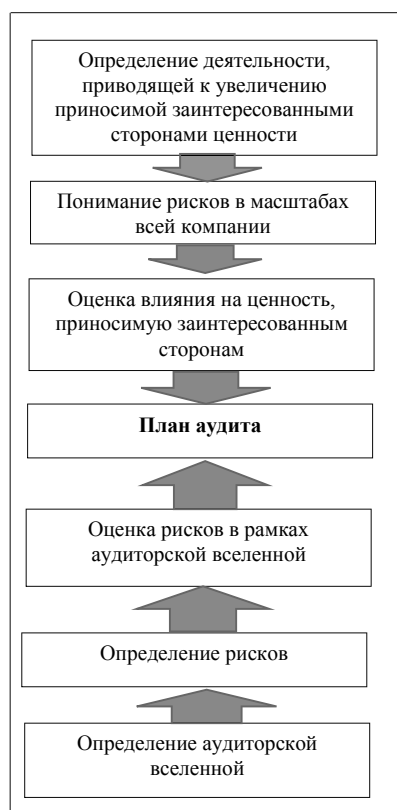 Определение деятельности,
приводящей к увеличению
приносимой заинтересованными
сторонами ценности
Понимание рисков в масштабах
всей компании
Оценка влияния на ценность,
приносимую заинтересованным
сторонам
План аудита
Оценка рисков в рамках
аудиторской вселенной
Определение рисков
Определение аудиторской
вселенной